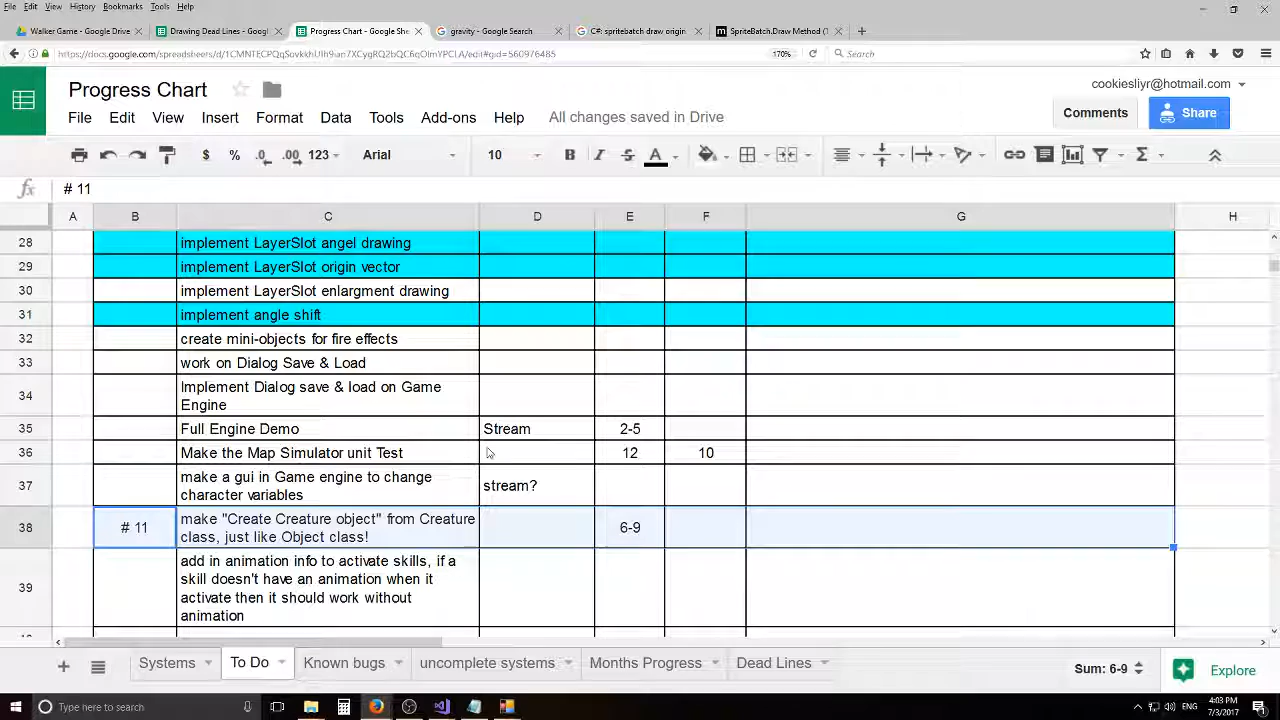 File Edit View History Bookmarks Tools Help
Walker Game - Google Drive
Drawing Dead Lines - Googl
Progress Chart - Google She
gravity - Google Search
C#: spritebatch draw origin
SpriteBatch.Draw Method (T
170%
Search
Progress Chart
cookiesliyr@hotmail.com
File Edit View Insert Format Data Tools Add-ons Help All changes saved in Drive
Comments
Share
$ % .0 .00 123 Arial 10 B I S A Σ
fx # 11
A B C D E F G H
28 implement LayerSlot angel drawing
29 implement LayerSlot origin vector
30 implement LayerSlot enlargment drawing
31 implement angle shift
32 create mini-objects for fire effects
33 work on Dialog Save & Load
34 Implement Dialog save & load on Game
Engine
35 Full Engine Demo Stream 2-5
36 Make the Map Simulator unit Test 12 10
37 make a gui in Game engine to change
character variables
stream?
38 # 11 make "Create Creature object" from Creature
class, just like Object class!
6-9
39 add in animation info to activate skills, if a
skill doesn't have an animation when it
activate then it should work without
animation
Systems To Do Known bugs uncomplete systems Months Progress Dead Lines
Sum: 6-9
Explore
Type here to search
ENG
4:03 PM
7/3/2017